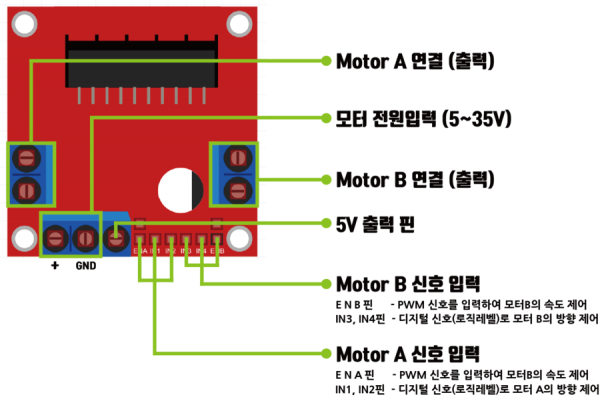 Motor A 연결 (출력)
모터 전원입력 (5~35V)
Motor B 연결 (출력)
5V 출력 핀
+ GND
ENA IN1 IN2 IN3 IN4 ENB
Motor B 신호 입력
E N B 핀 - PWM 신호를 입력하여 모터B의 속도 제어
IN3, IN4핀 - 디지털 신호(로직레벨)로 모터 B의 방향 제어
Motor A 신호 입력
E N A 핀 - PWM 신호를 입력하여 모터B의 속도 제어
IN1, IN2핀 - 디지털 신호(로직레벨)로 모터 A의 방향 제어